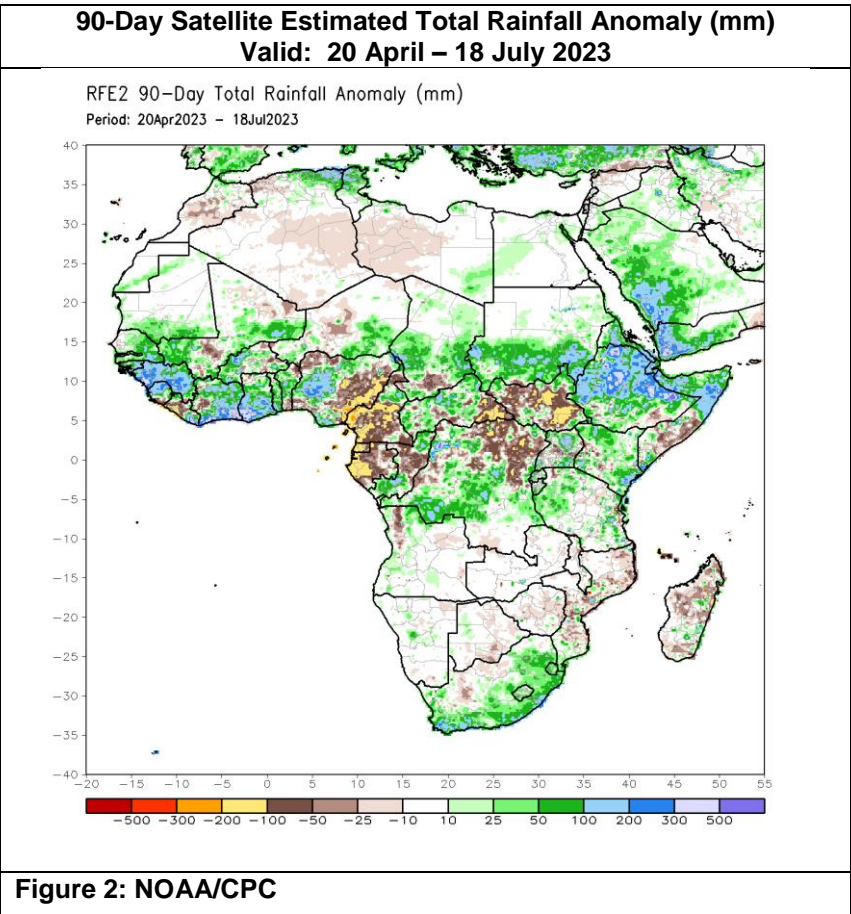 90-Day Satellite Estimated Total Rainfall Anomaly (mm)
Valid:  20 April – 18 July 2023
RFE2 90-Day Total Rainfall Anomaly (mm)
Period: 20Apr2023 – 18Jul2023
40
35
30
25
20
15
10
5
0
-5
-10
-15
-20
-25
-30
-35
-40
-20 -15 -10 -5 0 5 10 15 20 25 30 35 40 45 50 55
-500 -300 -200 -100 -50 -25 -10 10 25 50 100 200 300 500
Figure 2: NOAA/CPC